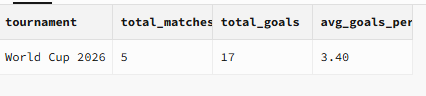 tournament total_matches total_goals avg_goals_per
World Cup 2026 5 17 3.40